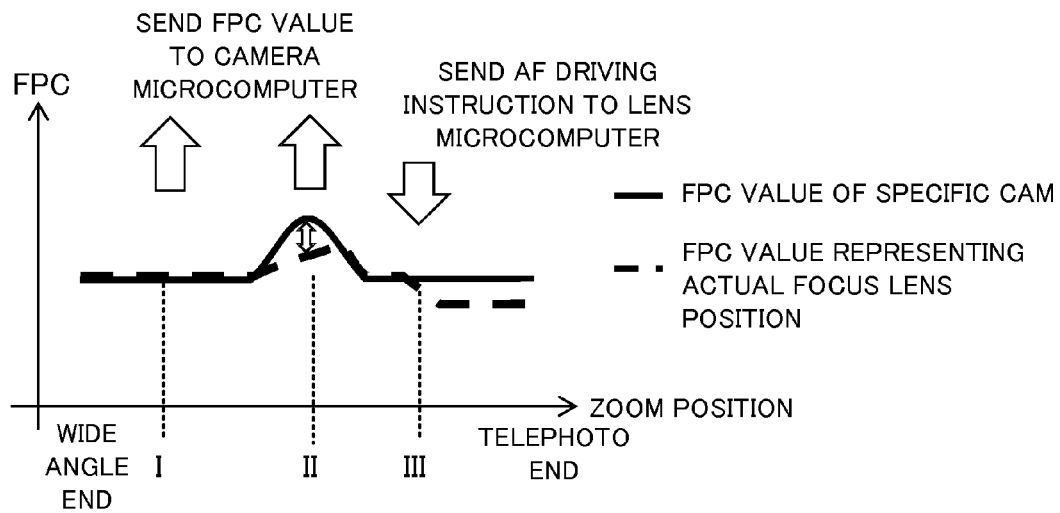 SEND FPC VALUE
TO CAMERA
MICROCOMPUTER
SEND AF DRIVING
INSTRUCTION TO LENS
MICROCOMPUTER
FPC
FPC VALUE OF SPECIFIC CAM
FPC VALUE REPRESENTING
ACTUAL FOCUS LENS
POSITION
ZOOM POSITION
WIDE
ANGLE
END
I
II
III
TELEPHOTO
END